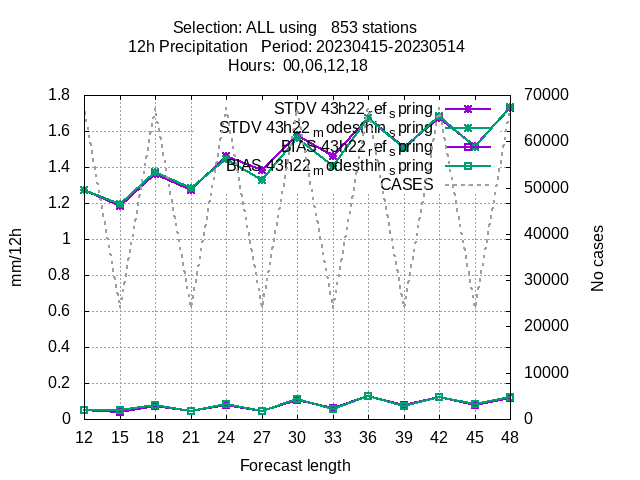 Selection: ALL using 853 stations
12h Precipitation Period: 20230415-20230514
Hours: 00,06,12,18
1.8
1.6
1.4
1.2
1
0.8
0.6
0.4
0.2
0
mm/12h
STDV 43h22_ref_spring
STDV 43h22_modesthin_spring
BIAS 43h22_ref_spring
BIAS 43h22_modesthin_spring
CASES
70000
60000
50000
40000
30000
20000
10000
0
No cases
12 15 18 21 24 27 30 33 36 39 42 45 48
Forecast length